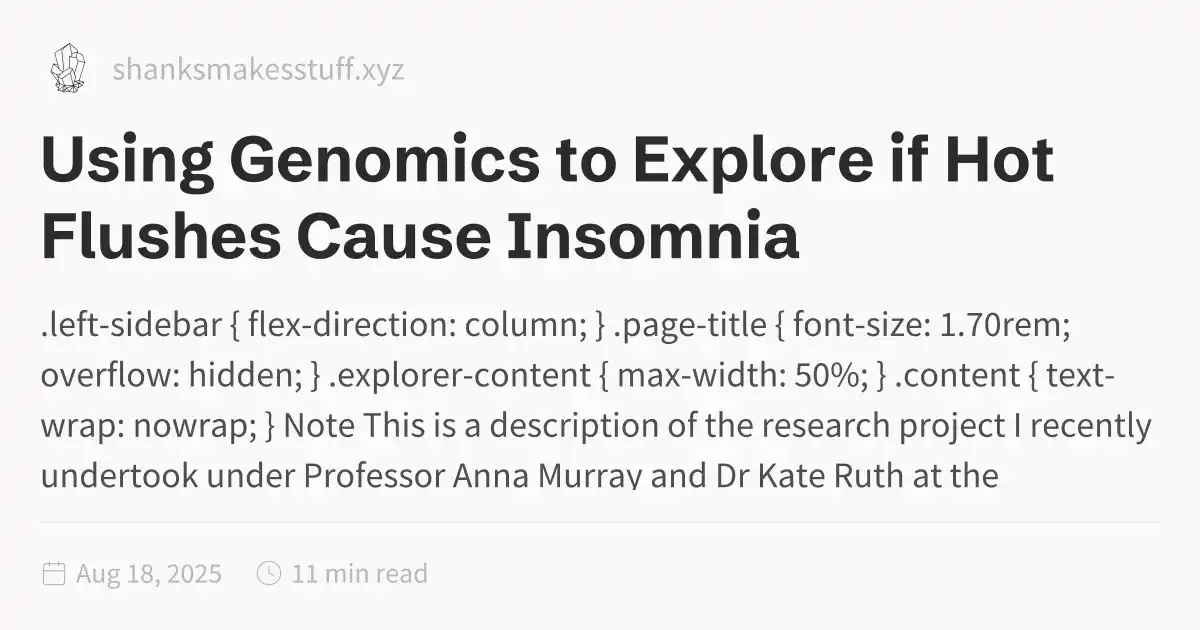 shanksmakesstuff.xyz
Using Genomics to Explore if Hot
Flushes Cause Insomnia
.left-sidebar { flex-direction: column; } .page-title { font-size: 1.70rem;
overflow: hidden; } .explorer-content { max-width: 50%; } .content { text-
wrap: nowrap; } Note This is a description of the research project I recently
undertook under Professor Anna Murray and Dr Kate Ruth at the
Aug 18, 2025
11 min read